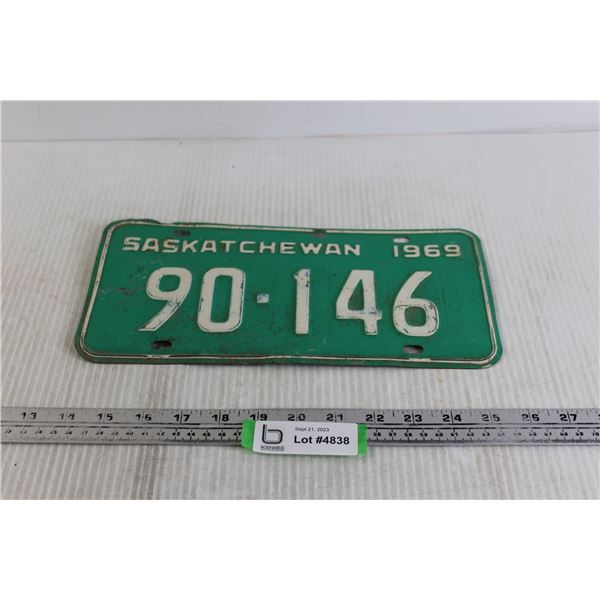 SASKATCHEWAN 1969
90·146
13 14 15 16 17 18 19 20 21 22 23 24 25 26 27
Sept 21, 2023
Lot #4838
BODNARUS